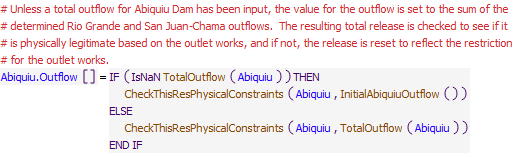 # Unless a total outflow for Abiquiu Dam has been input, the value for the outflow is set to the sum of the
# determined Rio Grande and San Juan-Chama outflows.  The resulting total release is checked to see if it
# is physically legitimate based on the outlet works, and if not, the release is reset to reflect the restriction
# for the outlet works.
Abiquiu.Outflow [] = IF ( IsNaN TotalOutflow ( Abiquiu ) ) THEN
CheckThisResPhysicalConstraints ( Abiquiu , InitialAbiquiuOutflow ( ) )
ELSE
CheckThisResPhysicalConstraints ( Abiquiu , TotalOutflow ( Abiquiu ) )
END IF